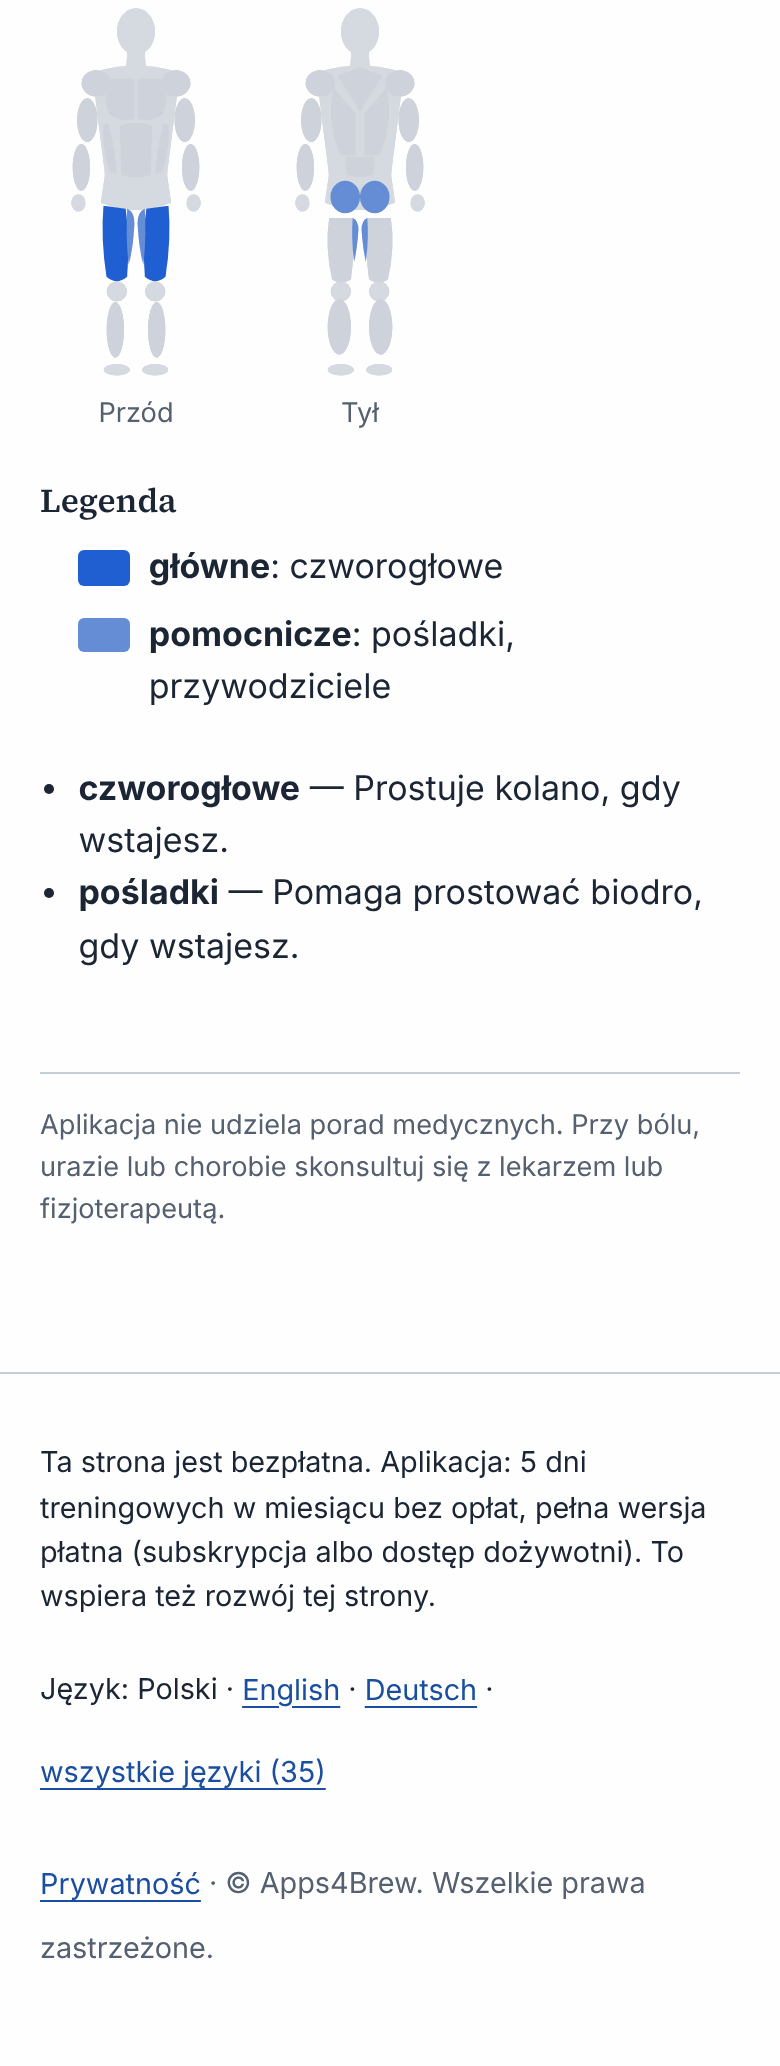 Przód
Tył
Legenda
główne: czworogłowe
pomocnicze: pośladki,
przywodziciele
• czworogłowe — Prostuje kolano, gdy
wstajesz.
• pośladki — Pomaga prostować biodro,
gdy wstajesz.
Aplikacja nie udziela porad medycznych. Przy bólu,
urazie lub chorobie skonsultuj się z lekarzem lub
fizjoterapeutą.
Ta strona jest bezpłatna. Aplikacja: 5 dni
treningowych w miesiącu bez opłat, pełna wersja
płatna (subskrypcja albo dostęp dożywotni). To
wspiera też rozwój tej strony.
Język: Polski · English · Deutsch ·
wszystkie języki (35)
Prywatność · © Apps4Brew. Wszelkie prawa
zastrzeżone.